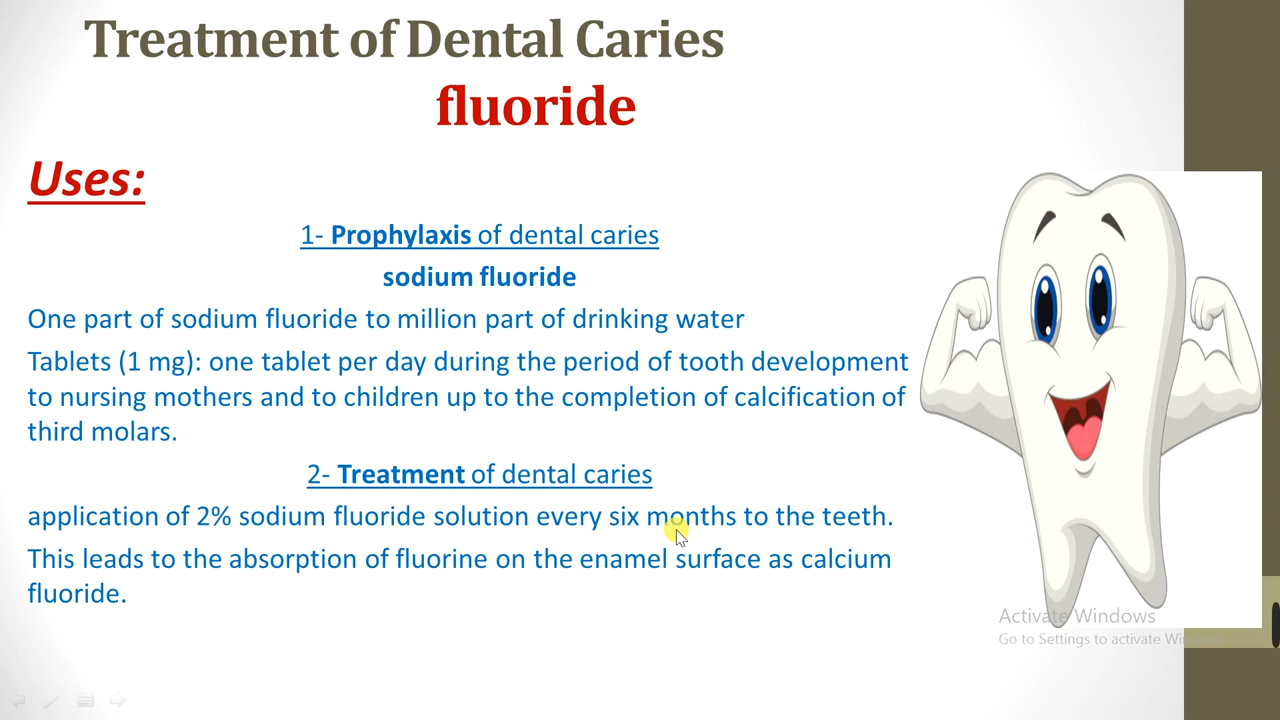 Treatment of Dental Caries
fluoride
Uses:
1- Prophylaxis of dental caries
sodium fluoride
One part of sodium fluoride to million part of drinking water
Tablets (1 mg): one tablet per day during the period of tooth development
to nursing mothers and to children up to the completion of calcification of
third molars.
2- Treatment of dental caries
application of 2% sodium fluoride solution every six months to the teeth.
This leads to the absorption of fluorine on the enamel surface as calcium
fluoride.
Activate Windows
Go to Settings to activate Windows.